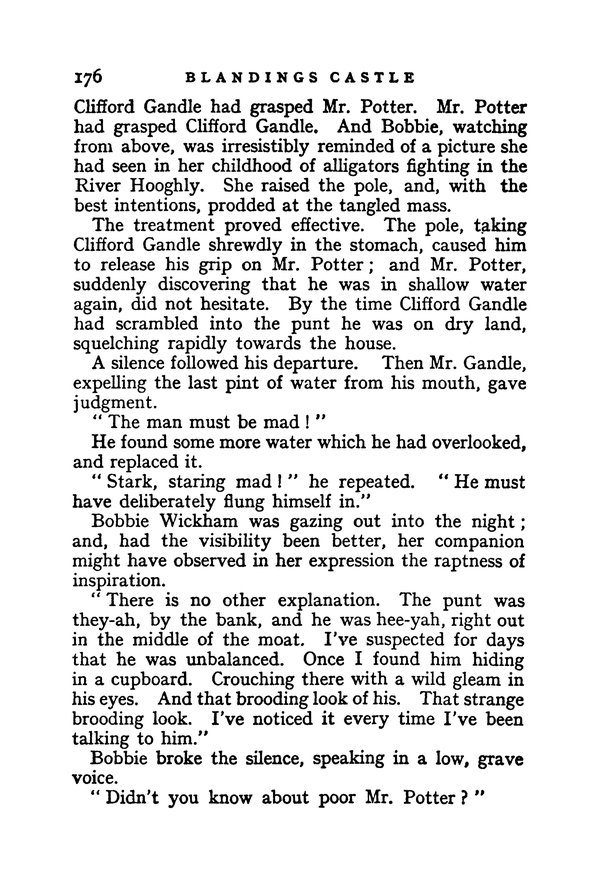 176 BLANDINGS CASTLE
Clifford Gandle had grasped Mr. Potter. Mr. Potter
had grasped Clifford Gandle. And Bobbie, watching
from above, was irresistibly reminded of a picture she
had seen in her childhood of alligators fighting in the
River Hooghly. She raised the pole, and, with the
best intentions, prodded at the tangled mass.
The treatment proved effective. The pole, taking
Clifford Gandle shrewdly in the stomach, caused him
to release his grip on Mr. Potter ; and Mr. Potter,
suddenly discovering that he was in shallow water
again, did not hesitate. By the time Clifford Gandle
had scrambled into the punt he was on dry land,
squelching rapidly towards the house.
A silence followed his departure. Then Mr. Gandle,
expelling the last pint of water from his mouth, gave
judgment.
“ The man must be mad ! ”
He found some more water which he had overlooked,
and replaced it.
“ Stark, staring mad ! ” he repeated. “ He must
have deliberately flung himself in.”
Bobbie Wickham was gazing out into the night ;
and, had the visibility been better, her companion
might have observed in her expression the raptness of
inspiration.
“ There is no other explanation. The punt was
they-ah, by the bank, and he was hee-yah, right out
in the middle of the moat. I've suspected for days
that he was unbalanced. Once I found him hiding
in a cupboard. Crouching there with a wild gleam in
his eyes. And that brooding look of his. That strange
brooding look. I've noticed it every time I've been
talking to him.”
Bobbie broke the silence, speaking in a low, grave
voice.
“ Didn't you know about poor Mr. Potter ? ”